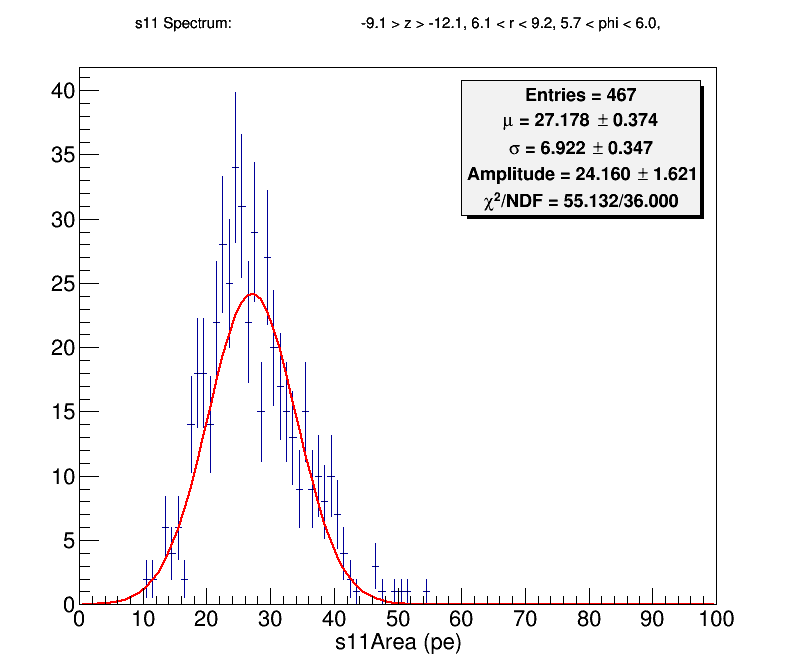 s11 Spectrum: -9.1 > z > -12.1, 6.1 < r < 9.2, 5.7 < phi < 6.0,
Entries = 467
μ = 27.178 ± 0.374
σ = 6.922 ± 0.347
Amplitude = 24.160 ± 1.621
χ²/NDF = 55.132/36.000
40
35
30
25
20
15
10
5
0
0 10 20 30 40 50 60 70 80 90 100
s11Area (pe)